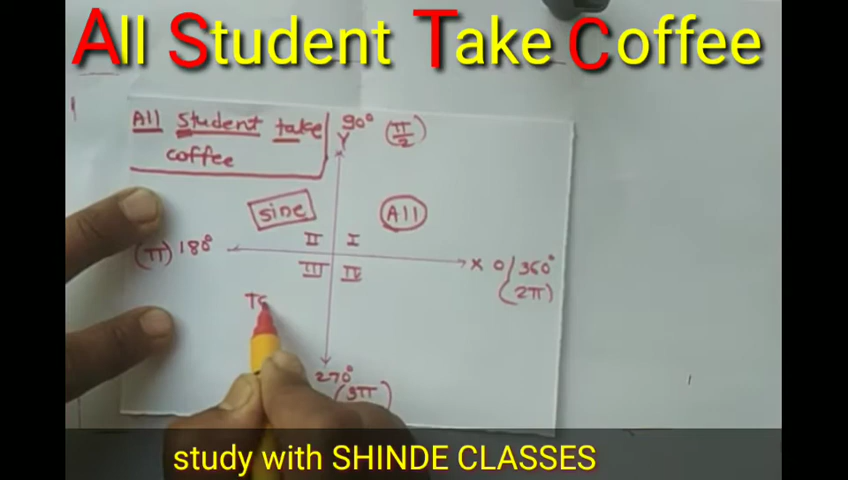 All Student Take Coffee
All Student take
coffee
90° (π/2)
Y
sine
All
II
I
(π) 180°
X 0/360°
(2π)
III
IV
270°
study with SHINDE CLASSES